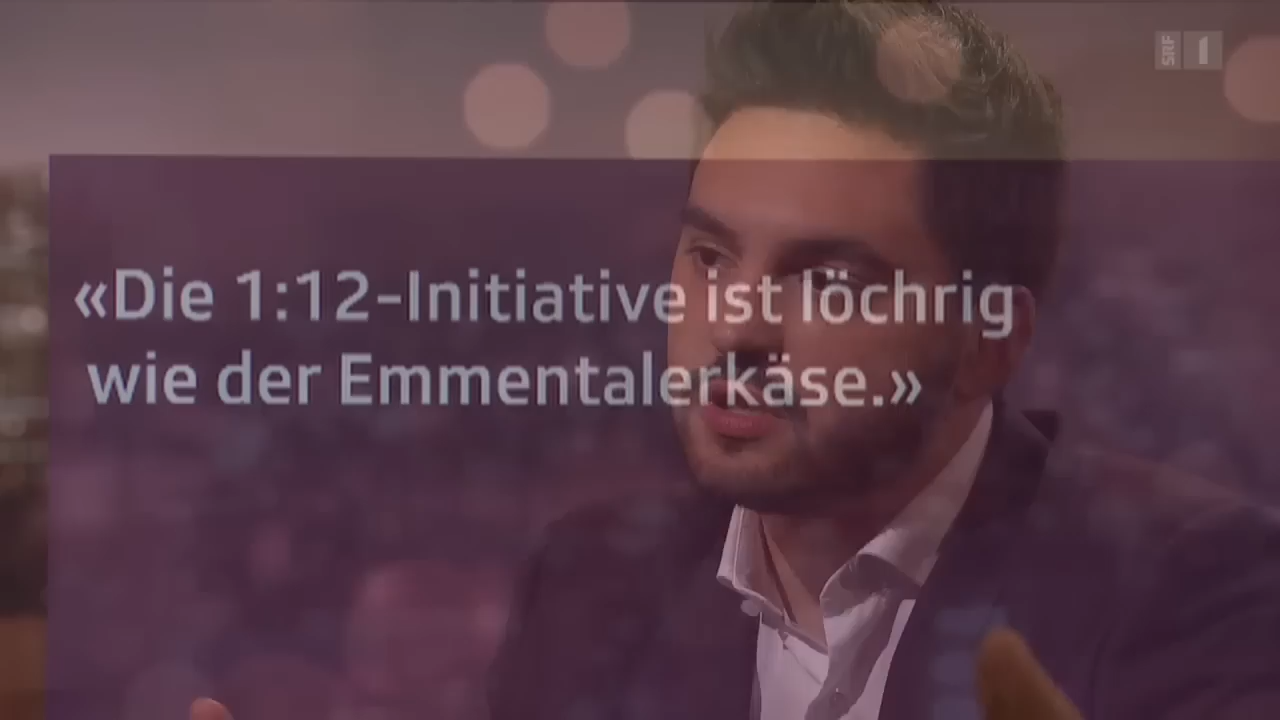 SRF 1
«Die 1:12-Initiative ist löchrig
wie der Emmentalerkäse.»